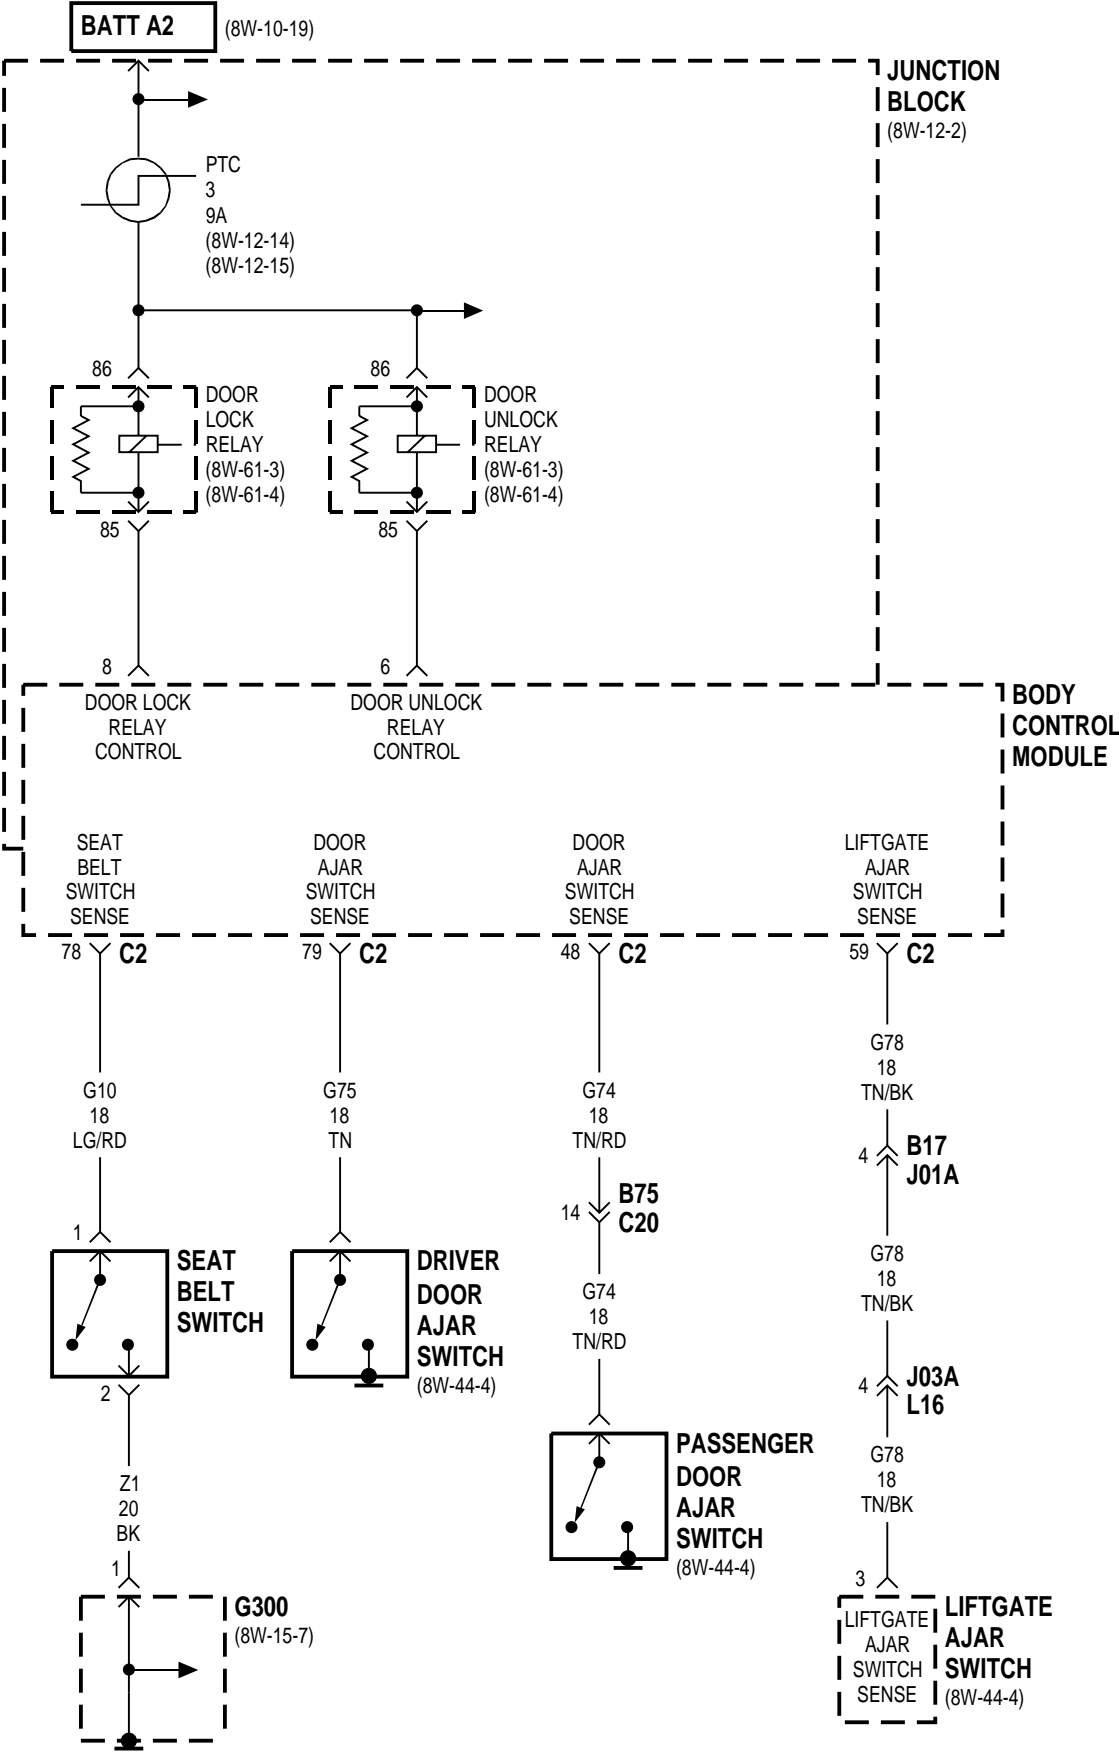 BATT A2
(8W-10-19)
JUNCTION
BLOCK
(8W-12-2)
PTC
3
9A
(8W-12-14)
(8W-12-15)
86
DOOR
LOCK
RELAY
(8W-61-3)
(8W-61-4)
85
86
DOOR
UNLOCK
RELAY
(8W-61-3)
(8W-61-4)
85
8
6
DOOR LOCK
RELAY
CONTROL
DOOR UNLOCK
RELAY
CONTROL
BODY
CONTROL
MODULE
SEAT
BELT
SWITCH
SENSE
DOOR
AJAR
SWITCH
SENSE
DOOR
AJAR
SWITCH
SENSE
LIFTGATE
AJAR
SWITCH
SENSE
78 C2
79 C2
48 C2
59 C2
G10
18
LG/RD
G75
18
TN
G74
18
TN/RD
G78
18
TN/BK
4
B17
J01A
14
B75
C20
1
SEAT
BELT
SWITCH
2
DRIVER
DOOR
AJAR
SWITCH
(8W-44-4)
G74
18
TN/RD
G78
18
TN/BK
4
J03A
L16
Z1
20
BK
1
G300
(8W-15-7)
PASSENGER
DOOR
AJAR
SWITCH
(8W-44-4)
G78
18
TN/BK
3
LIFTGATE
AJAR
SWITCH
SENSE
LIFTGATE
AJAR
SWITCH
(8W-44-4)